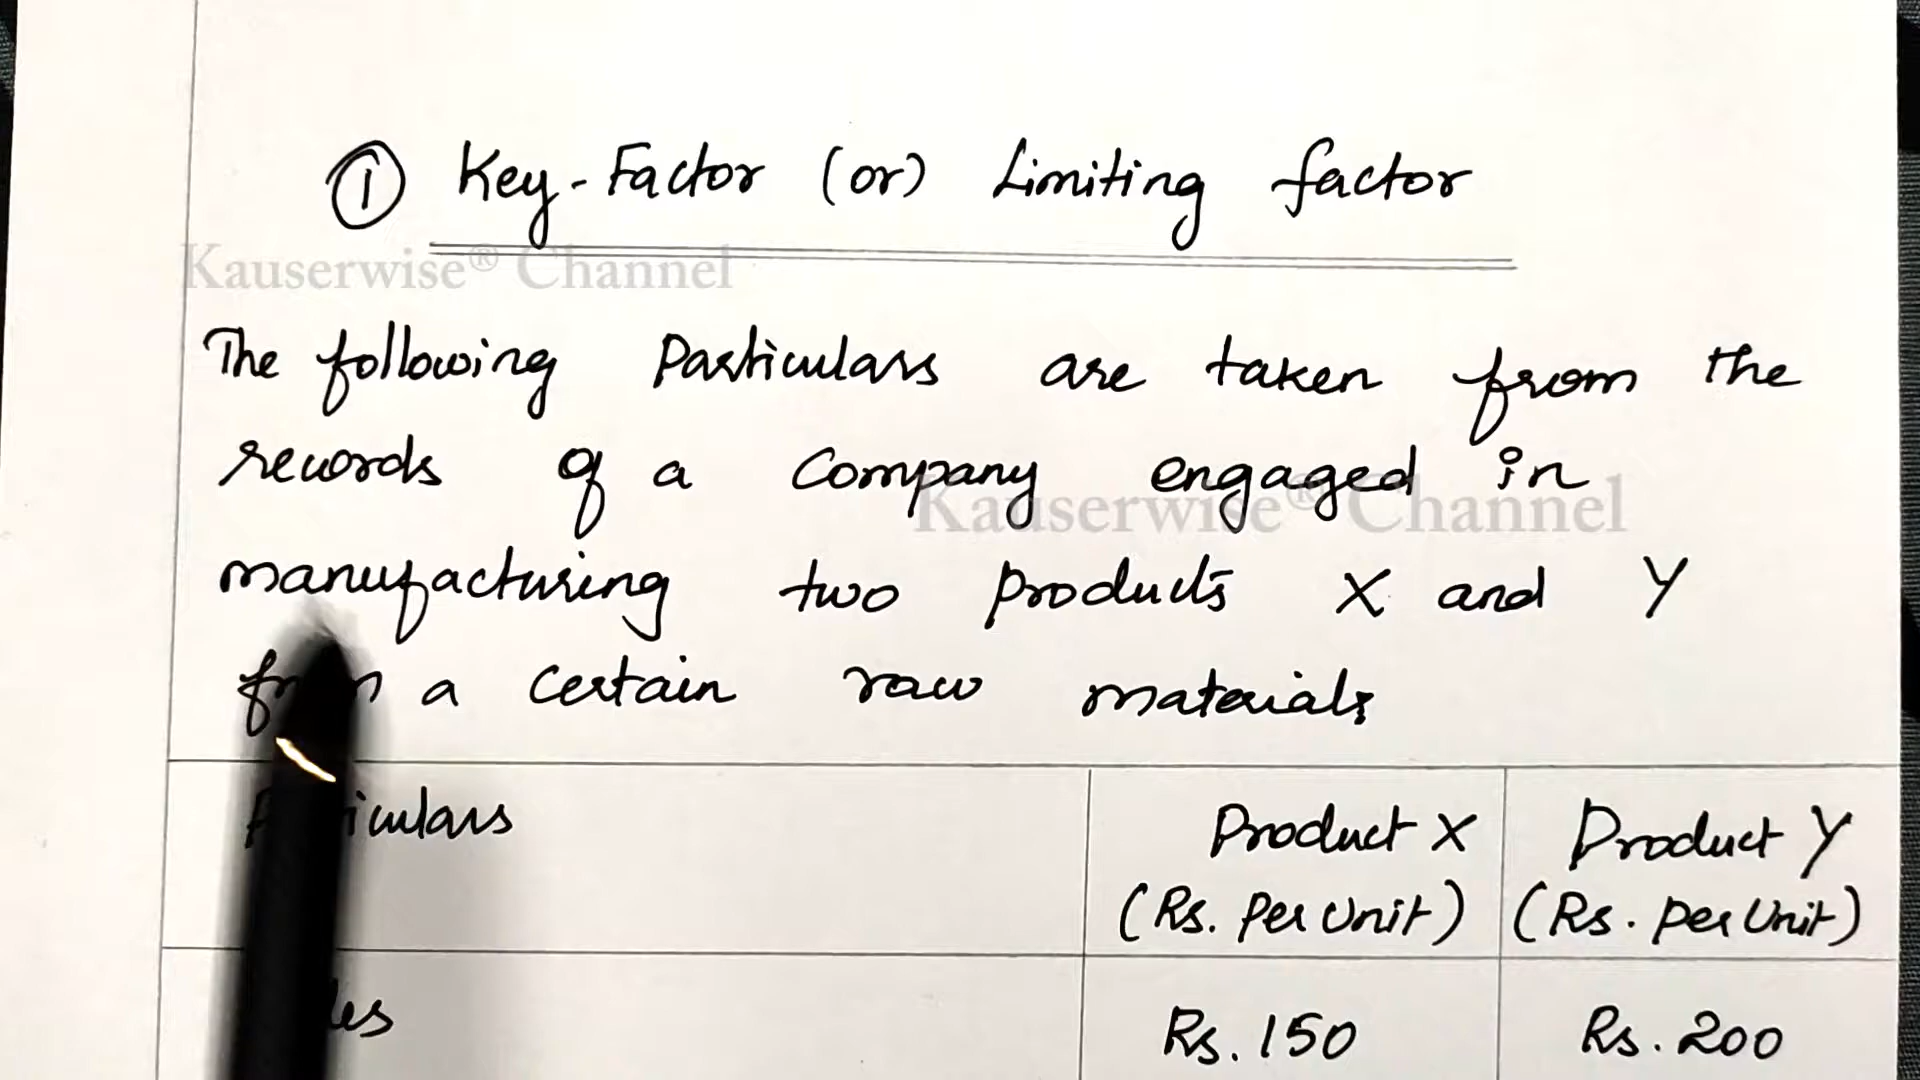 ① Key-Factor (or) Limiting factor
Kauserwise® Channel
The following Particulars are taken from the
records of a Company engaged in
Kauserwise® Channel
manufacturing two Products X and Y
a certain raw materials
Product X Product Y
(Rs. Per Unit) (Rs. per Unit)
Rs. 150 Rs. 200